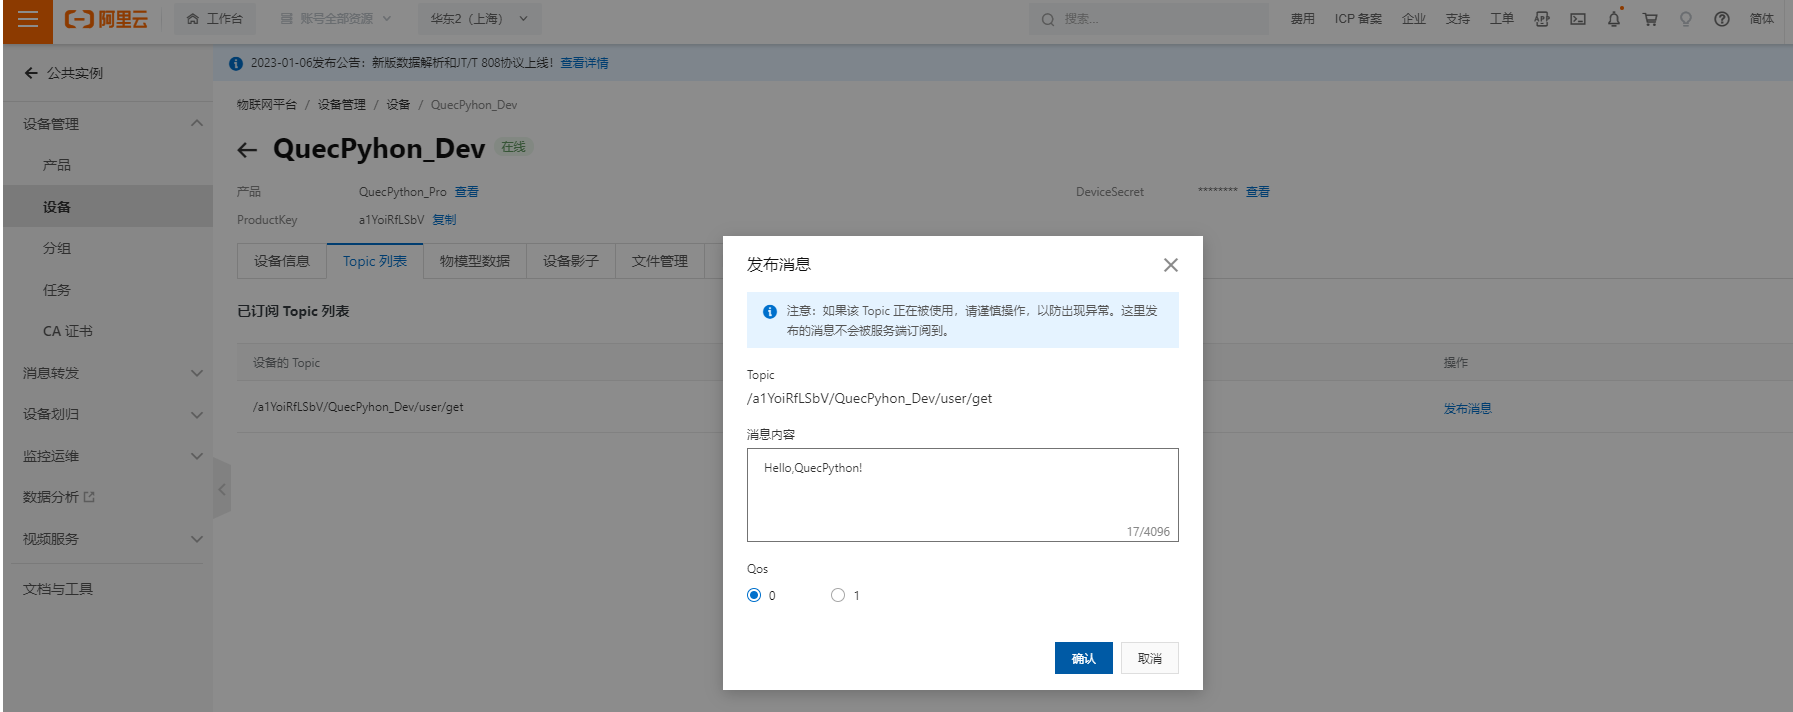 阿里云
工作台
账号全部资源
华东2（上海）
搜索...
费用
ICP 备案
企业
支持
工单
简体
公共实例
2023-01-06发布公告：新版数据解析和JT/T 808协议上线！ 查看详情
物联网平台 / 设备管理 / 设备 / QuecPyhon_Dev
设备管理
产品
设备
分组
任务
CA 证书
消息转发
设备划归
监控运维
数据分析
视频服务
文档与工具
QuecPyhon_Dev 在线
产品 QuecPython_Pro 查看
DeviceSecret ******** 查看
ProductKey a1YoiRfLSbV 复制
设备信息
Topic 列表
物模型数据
设备影子
文件管理
已订阅 Topic 列表
设备的 Topic
操作
/a1YoiRfLSbV/QuecPyhon_Dev/user/get
发布消息
发布消息
注意：如果该 Topic 正在被使用，请谨慎操作，以防出现异常。这里发
布的消息不会被服务端订阅到。
Topic
/a1YoiRfLSbV/QuecPyhon_Dev/user/get
消息内容
Hello,QuecPython!
17/4096
Qos
0
1
确认
取消